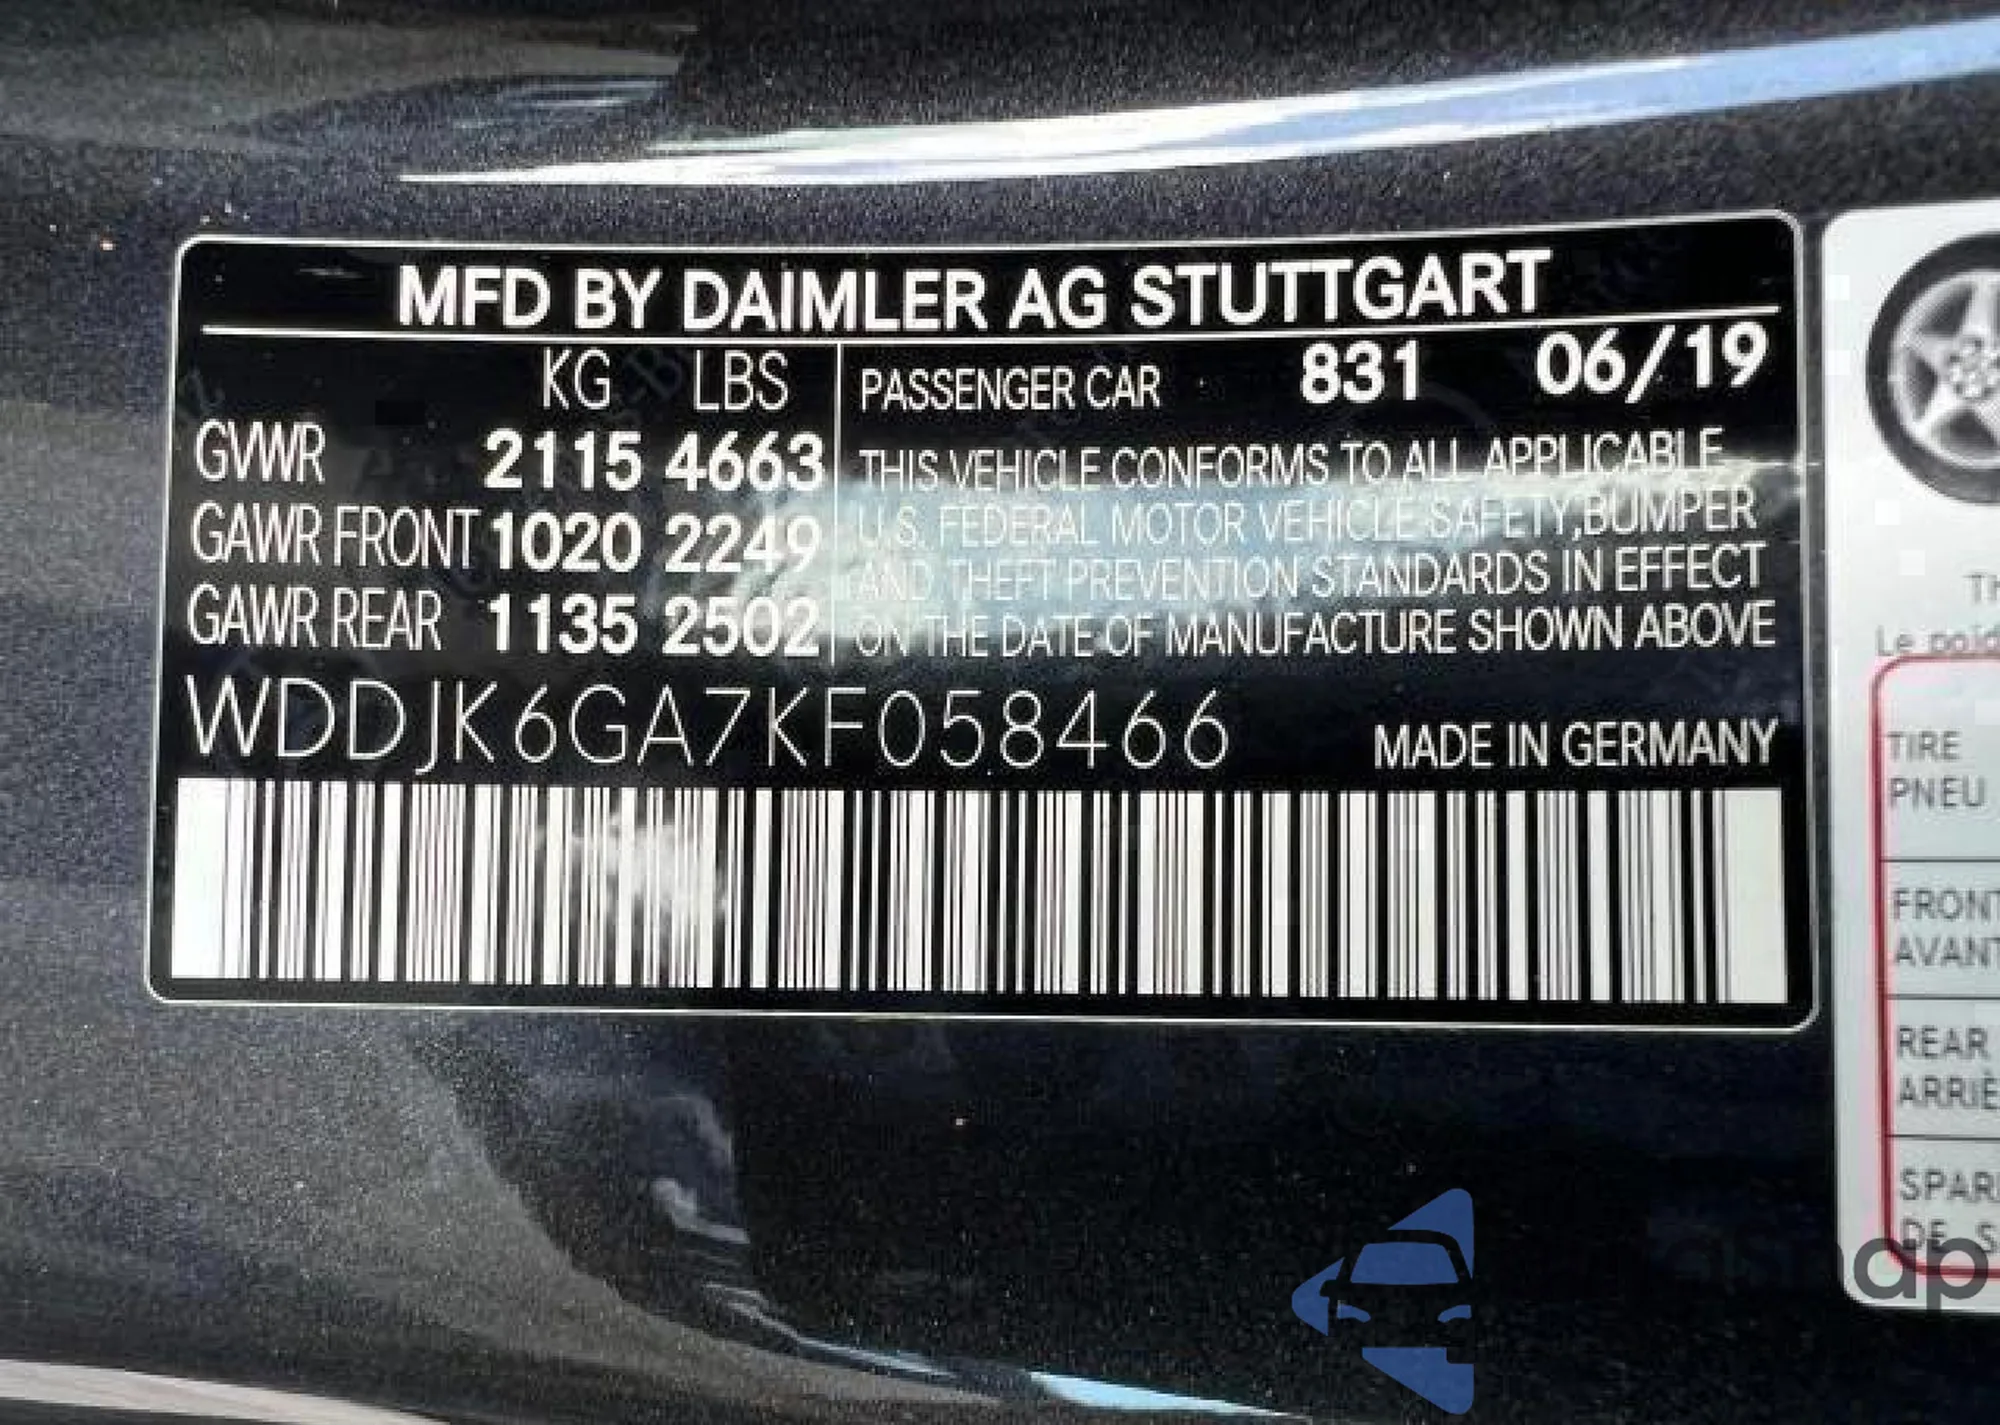 MFD BY DAIMLER AG STUTTGART
KG LBS
GVWR 2115 4663
GAWR FRONT 1020 2249
GAWR REAR 1135 2502
PASSENGER CAR 831 06/19
THIS VEHICLE CONFORMS TO ALL APPLICABLE
U.S. FEDERAL MOTOR VEHICLE SAFETY,BUMPER
AND THEFT PREVENTION STANDARDS IN EFFECT
ON THE DATE OF MANUFACTURE SHOWN ABOVE
WDDJK6GA7KF058466
MADE IN GERMANY
Le
TIRE
PNEU
FRONT
AVANT
REAR
DE